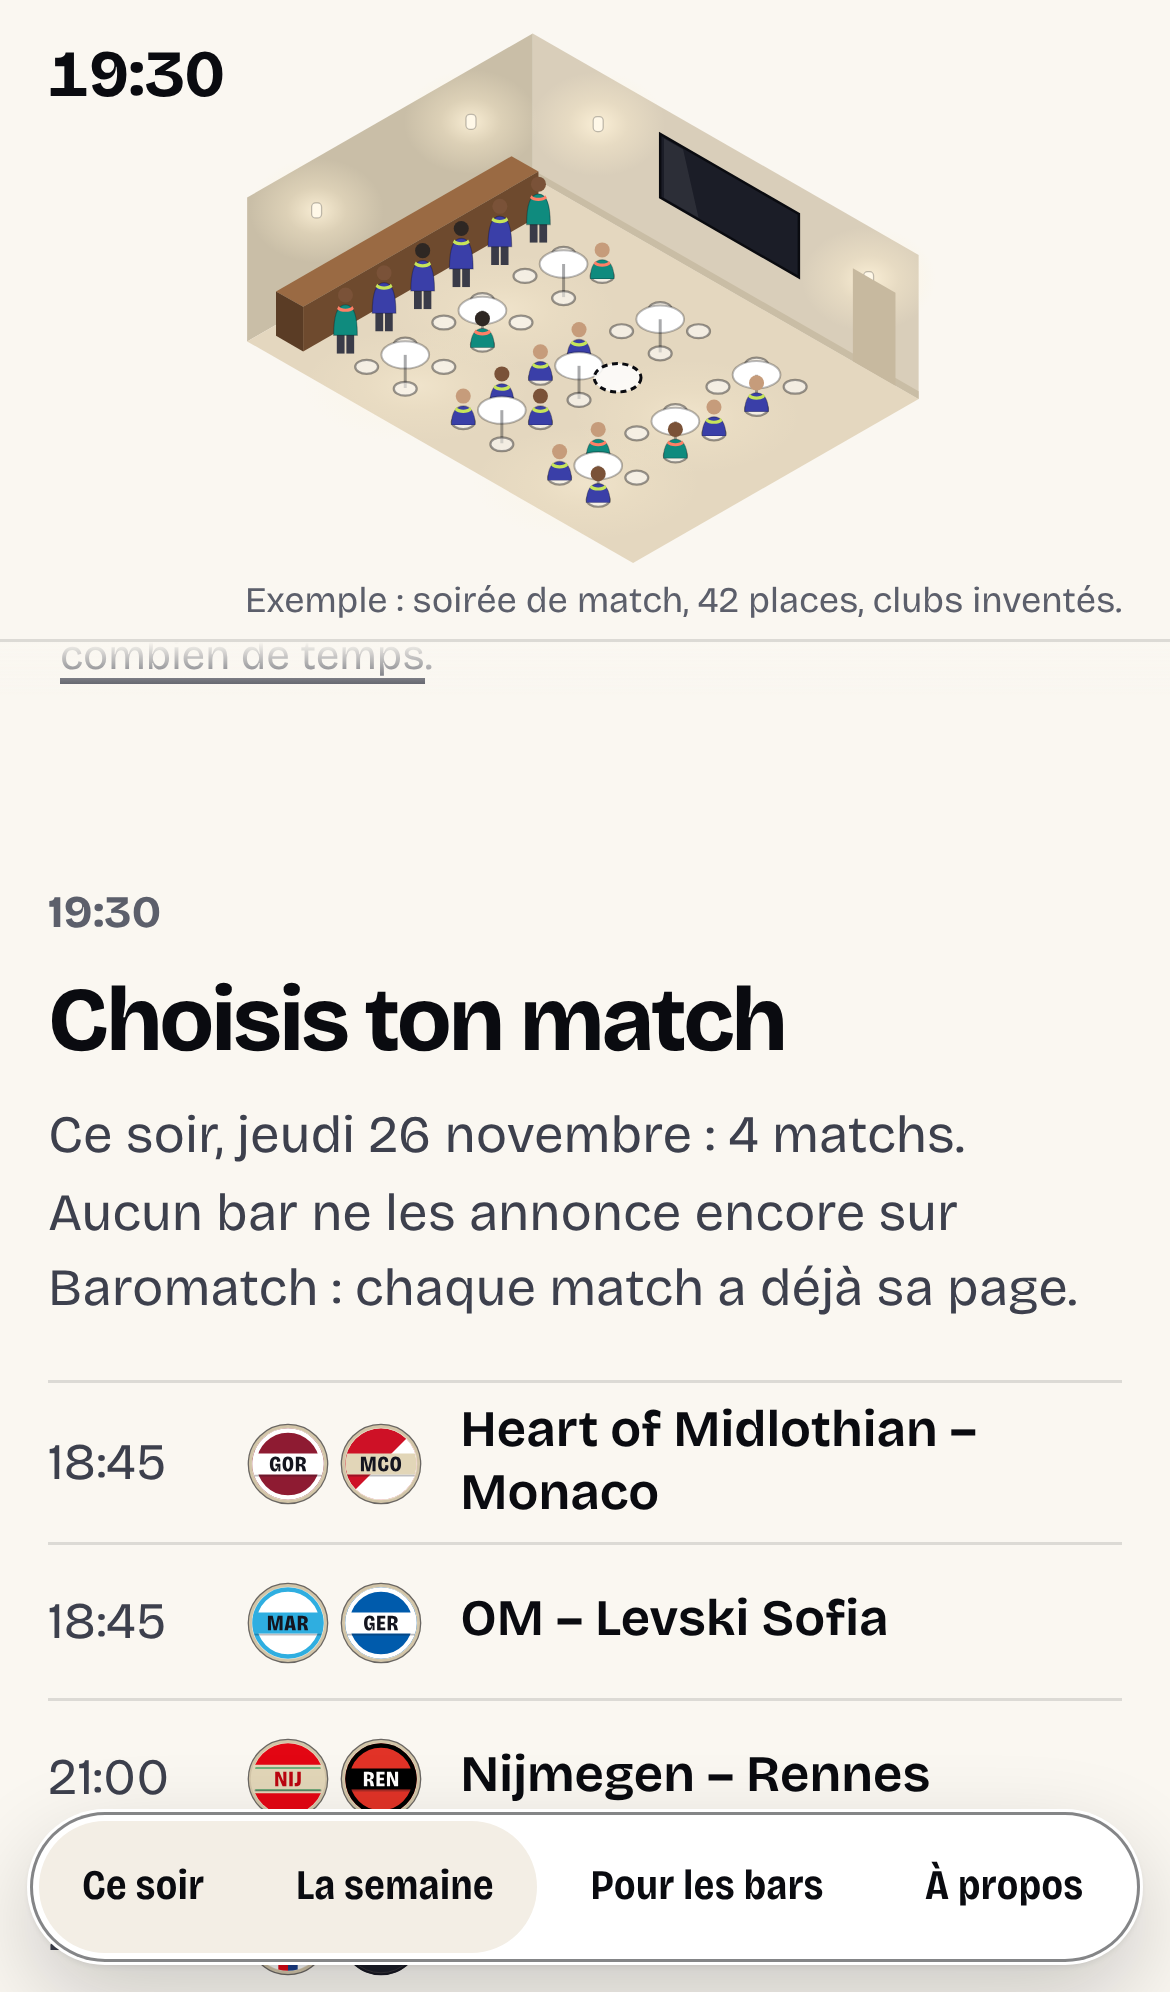 19:30
Exemple : soirée de match, 42 places, clubs inventés.
combien de temps.
19:30
Choisis ton match
Ce soir, jeudi 26 novembre : 4 matchs.
Aucun bar ne les annonce encore sur
Baromatch : chaque match a déjà sa page.
18:45 GOR MCO Heart of Midlothian –
Monaco
18:45 MAR GER OM – Levski Sofia
21:00 NIJ REN Nijmegen – Rennes
Ce soir La semaine Pour les bars À propos